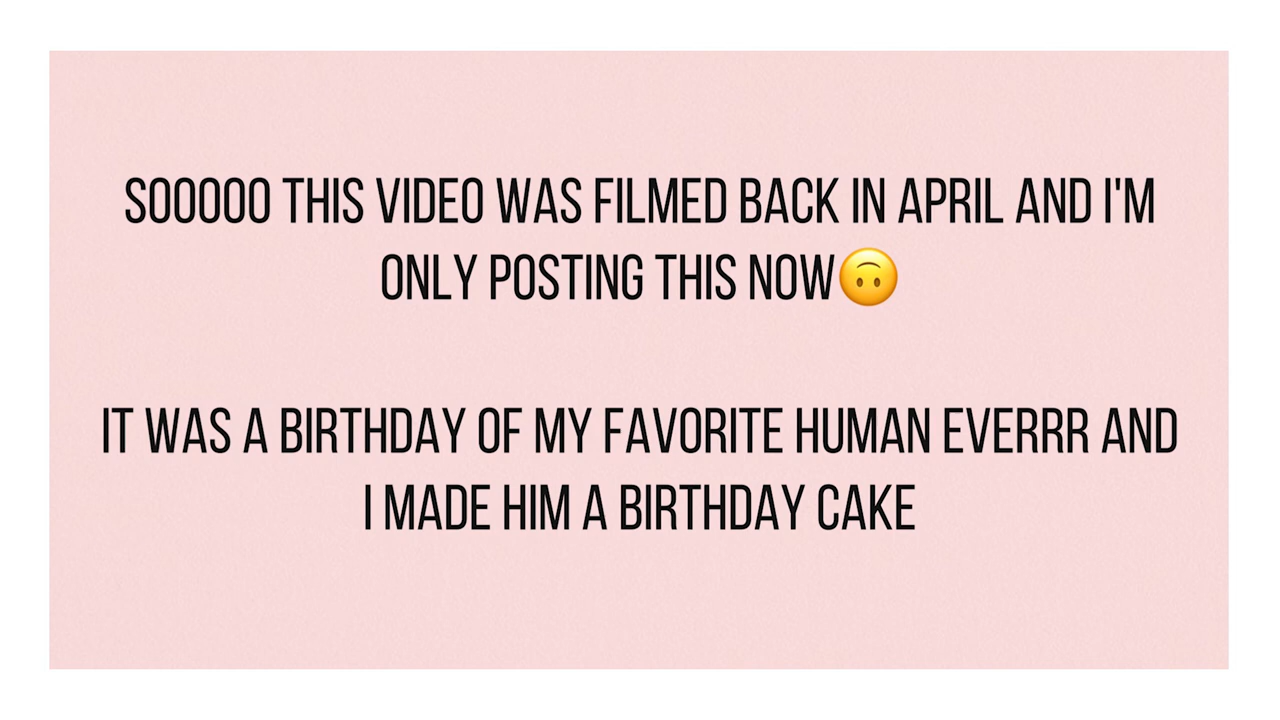 SOOOOO THIS VIDEO WAS FILMED BACK IN APRIL AND I'M
ONLY POSTING THIS NOW🙃
IT WAS A BIRTHDAY OF MY FAVORITE HUMAN EVERRR AND
I MADE HIM A BIRTHDAY CAKE